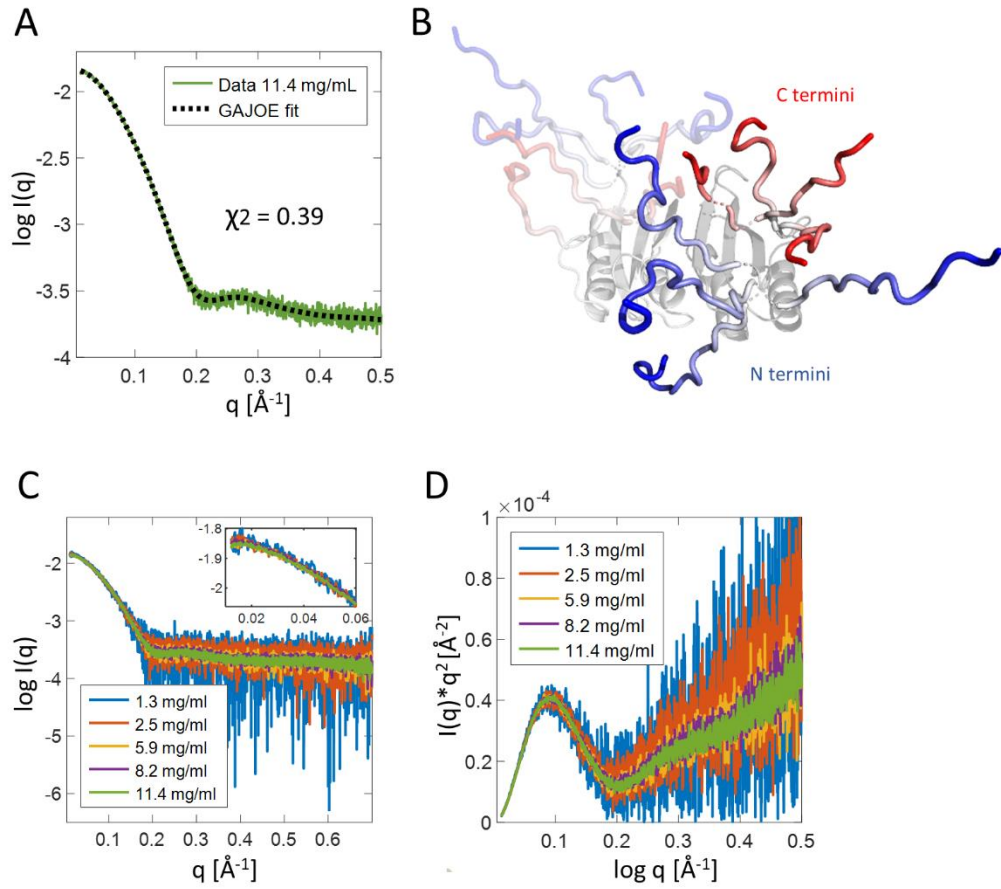 A
Data 11.4 mg/mL
GAJOE fit
χ2 = 0.39
log I(q)
-2
-2.5
-3
-3.5
-4
0.1 0.2 0.3 0.4 0.5
q [Å-1]
B
C termini
N termini
C
log I(q)
-2
-3
-4
-5
-6
-1.8
-1.9
-2
0.02 0.04 0.06
1.3 mg/ml
2.5 mg/ml
5.9 mg/ml
8.2 mg/ml
11.4 mg/ml
0.1 0.2 0.3 0.4 0.5 0.6
q [Å-1]
D
× 10-4
I(q)*q2 [Å-2]
1
0.8
0.6
0.4
0.2
0
1.3 mg/ml
2.5 mg/ml
5.9 mg/ml
8.2 mg/ml
11.4 mg/ml
0.1 0.2 0.3 0.4 0.5
log q [Å-1]